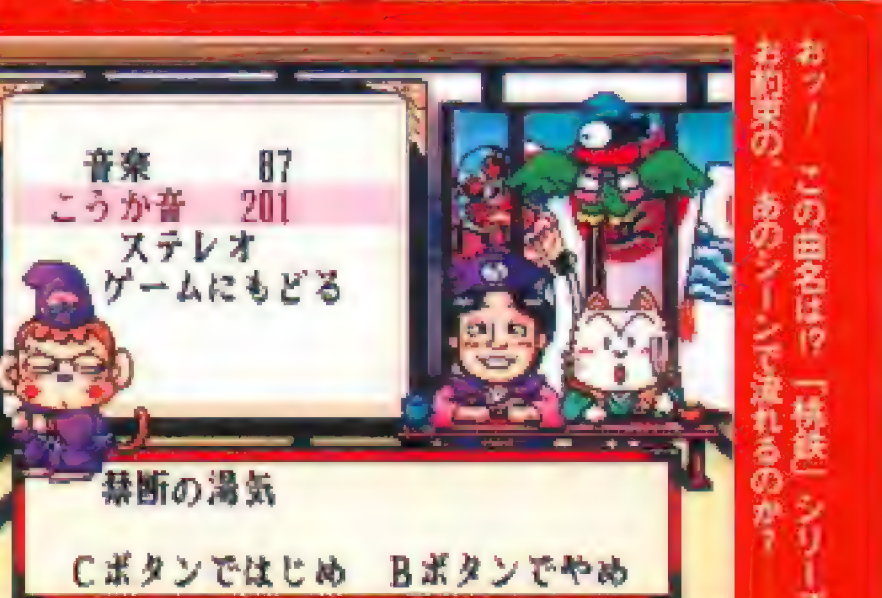 音楽 87
こうか音 201
ステレオ
ゲームにもどる
禁断の湯気
Cボタンではじめ Bボタンでやめ
おッ！ この曲名は!? 「桃鉄」シリーズ
お約束の、あのシーンで流れるのか？